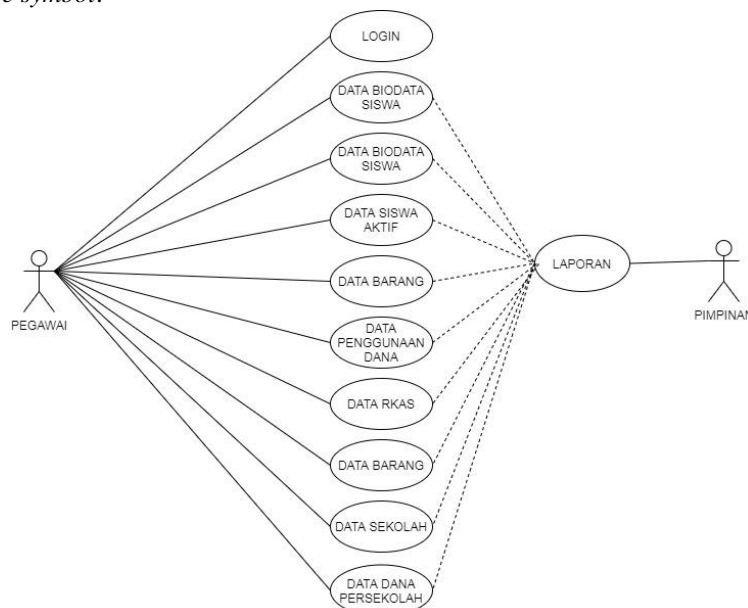 e symbol.
LOGIN
DATA BIODATA
SISWA
DATA BIODATA
SISWA
DATA SISWA
AKTIF
DATA BARANG
DATA
PENGGUNAAN
DANA
DATA RKAS
DATA BARANG
DATA SEKOLAH
DATA DANA
PERSEKOLAH
PEGAWAI
LAPORAN
PIMPINAN